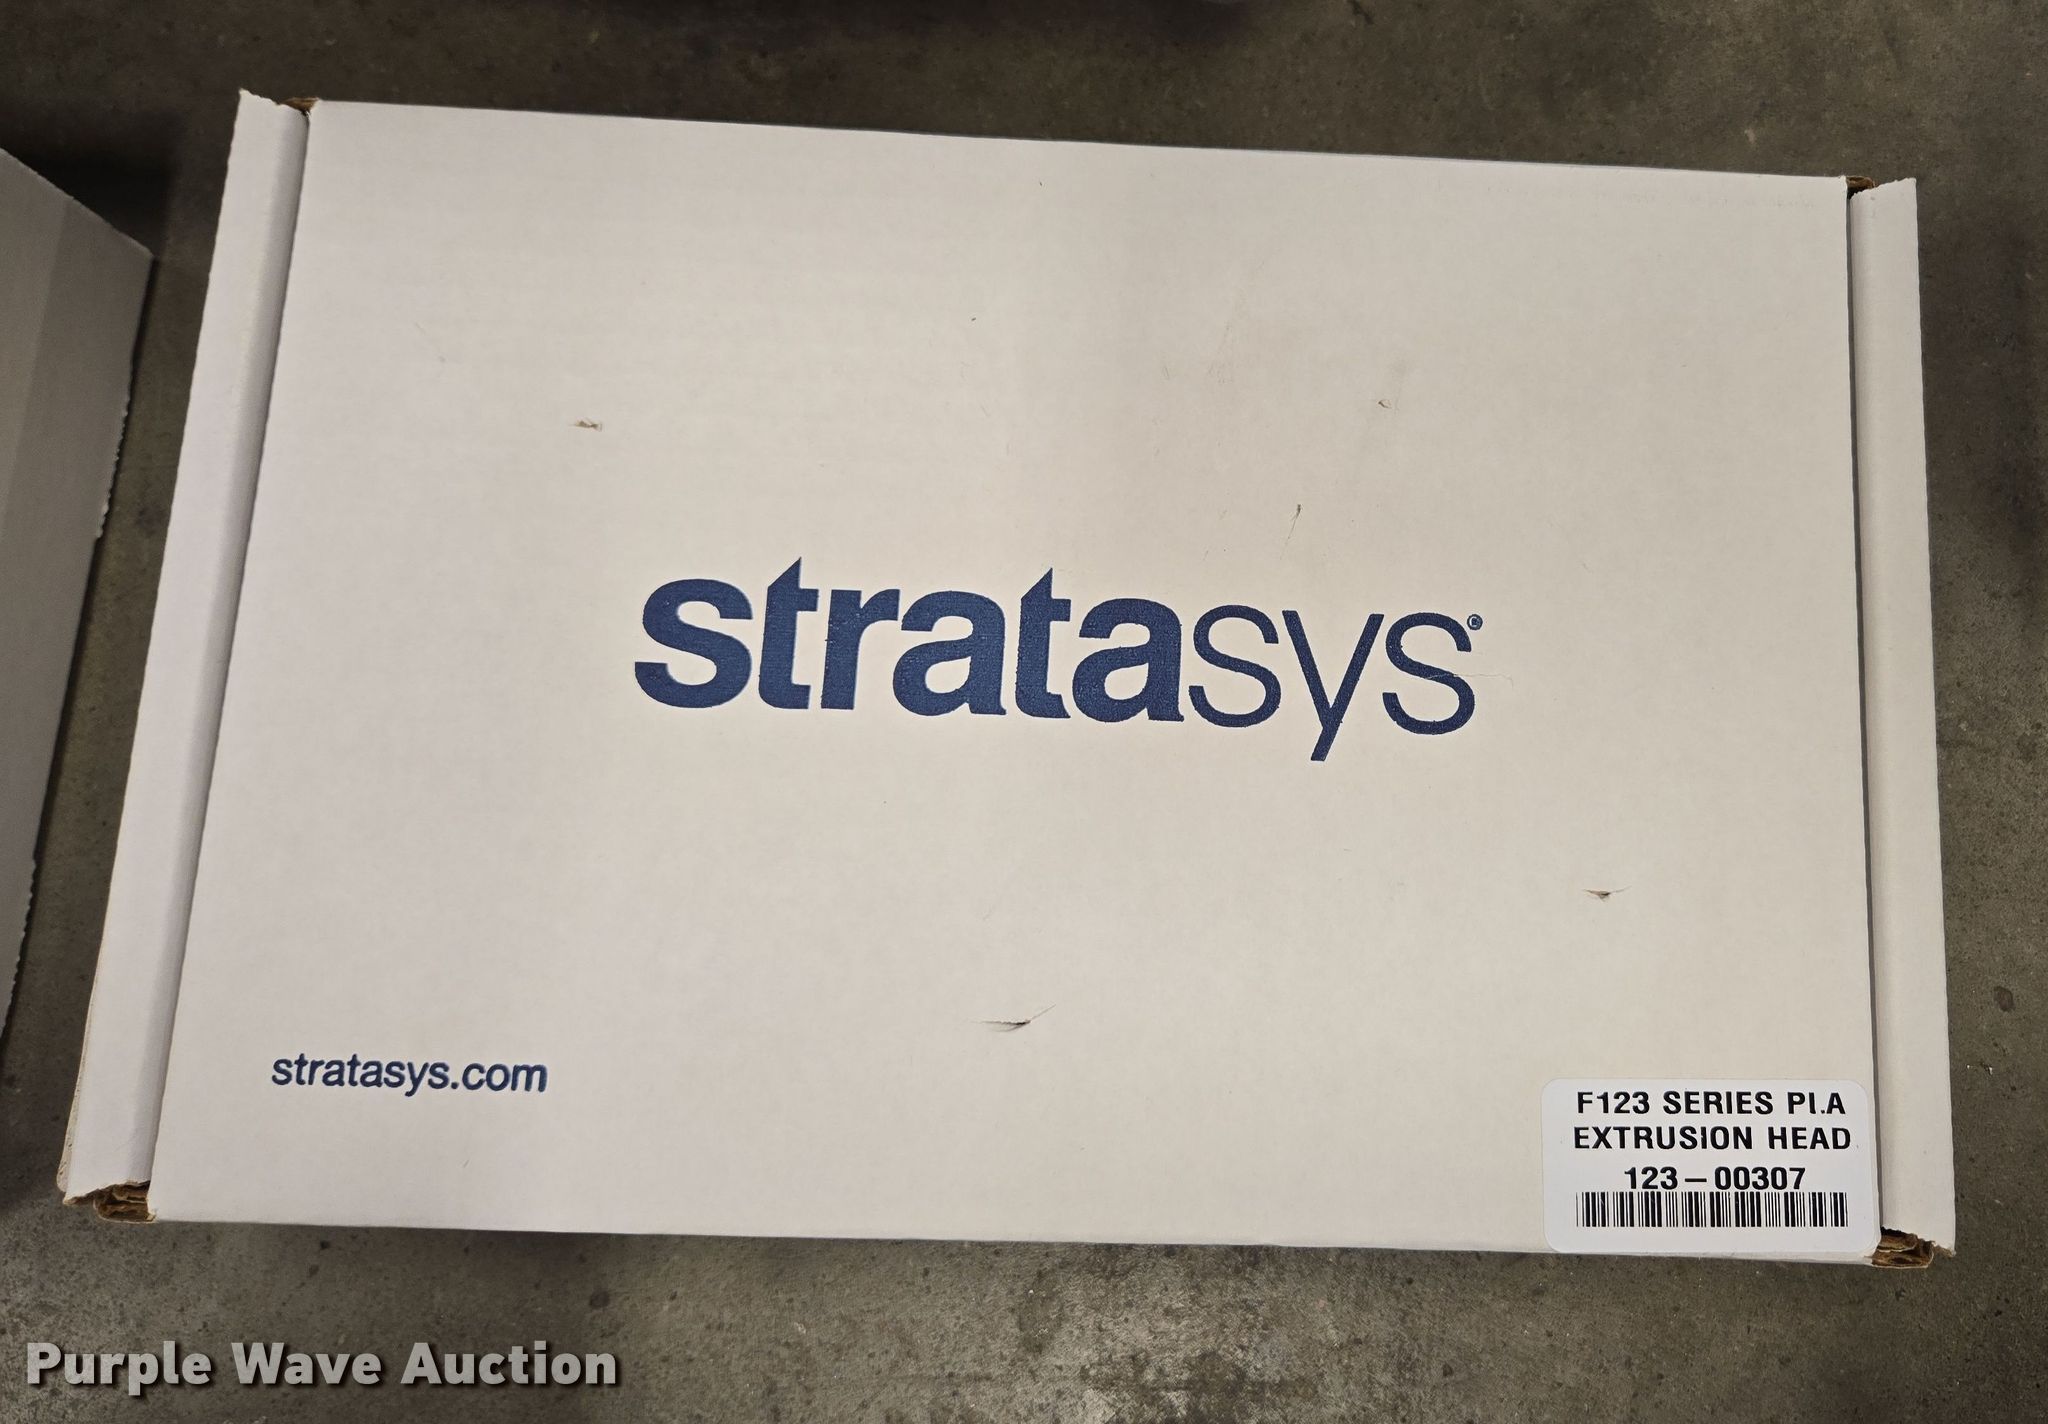 stratasys
stratasys.com
F123 SERIES PLA
EXTRUSION HEAD
123-00307
Purple Wave Auction